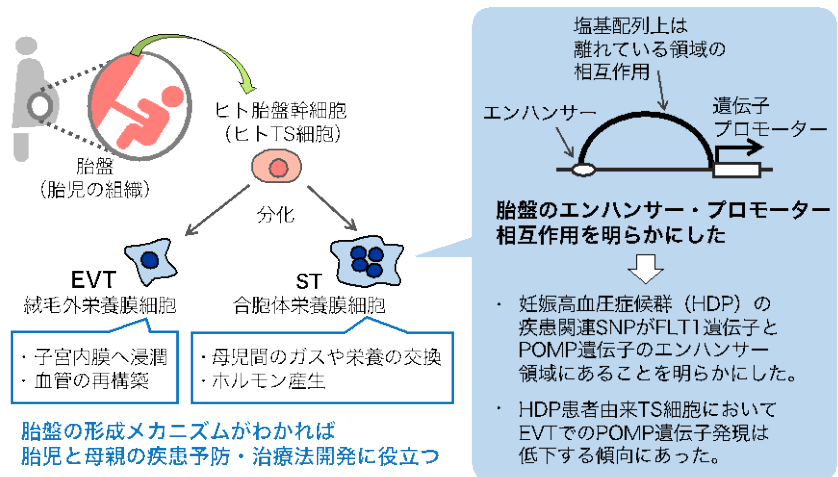 胎盤
（胎児の組織）
ヒト胎盤幹細胞
（ヒトTS細胞）
分化
EVT
絨毛外栄養膜細胞
・子宮内膜へ浸潤
・血管の再構築
ST
合胞体栄養膜細胞
・母児間のガスや栄養の交換
・ホルモン産生
胎盤の形成メカニズムがわかれば
胎児と母親の疾患予防・治療法開発に役立つ
塩基配列上は
離れている領域の
相互作用
エンハンサー
遺伝子
プロモーター
胎盤のエンハンサー・プロモーター
相互作用を明らかにした
・ 妊娠高血圧症候群（HDP）の
疾患関連SNPがFLT1遺伝子と
POMP遺伝子のエンハンサー
領域にあることを明らかにした。
・ HDP患者由来TS細胞において
EVTでのPOMP遺伝子発現は
低下する傾向にあった。